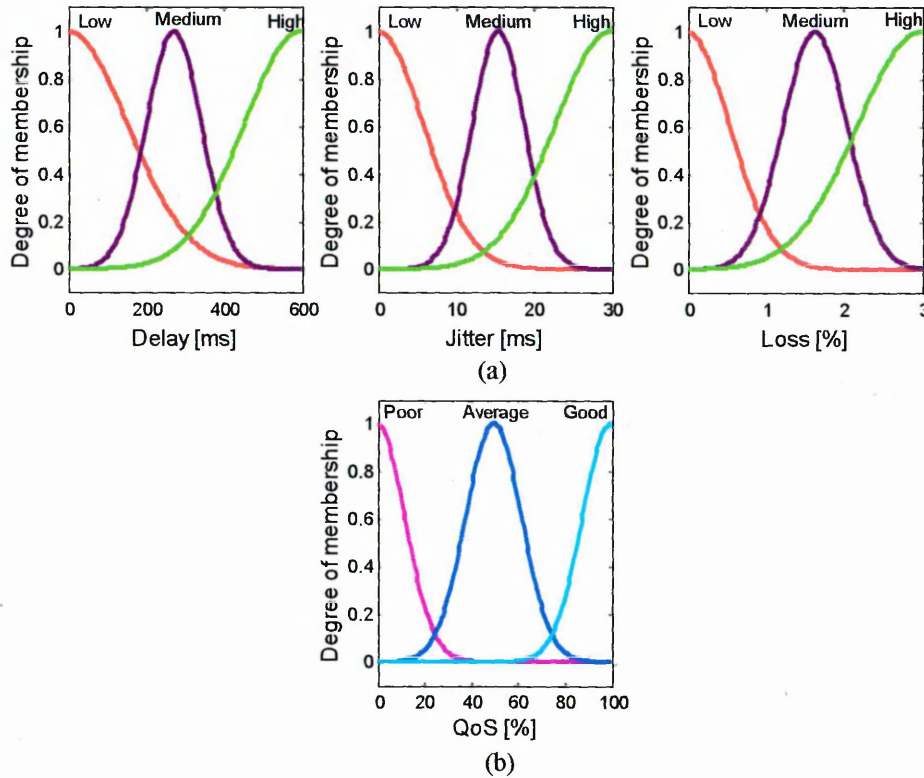 Low Medium High
Degree of membership
1
0.8
0.6
0.4
0.2
0
0 200 400 600
Delay [ms]
Low Medium High
Degree of membership
1
0.8
0.6
0.4
0.2
0
0 10 20 30
Jitter [ms]
Low Medium High
Degree of membership
1
0.8
0.6
0.4
0.2
0
0 1 2 3
Loss [%]
(a)
Poor Average Good
Degree of membership
1
0.8
0.6
0.4
0.2
0
0 20 40 60 80 100
QoS [%]
(b)